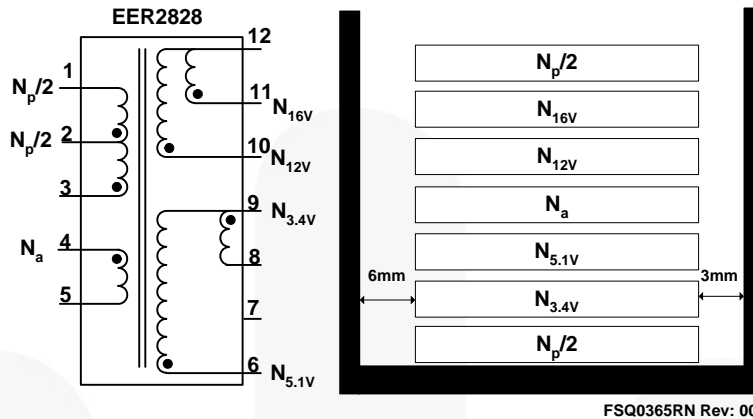 EER2828
1
N_p/2
2
N_p/2
3
4
N_a
5
12
11
N_16V
10
N_12V
9
N_3.4V
8
7
6
N_5.1V
N_p/2
N_16V
N_12V
N_a
N_5.1V
N_3.4V
N_p/2
6mm
3mm
FSQ0365RN Rev: 00